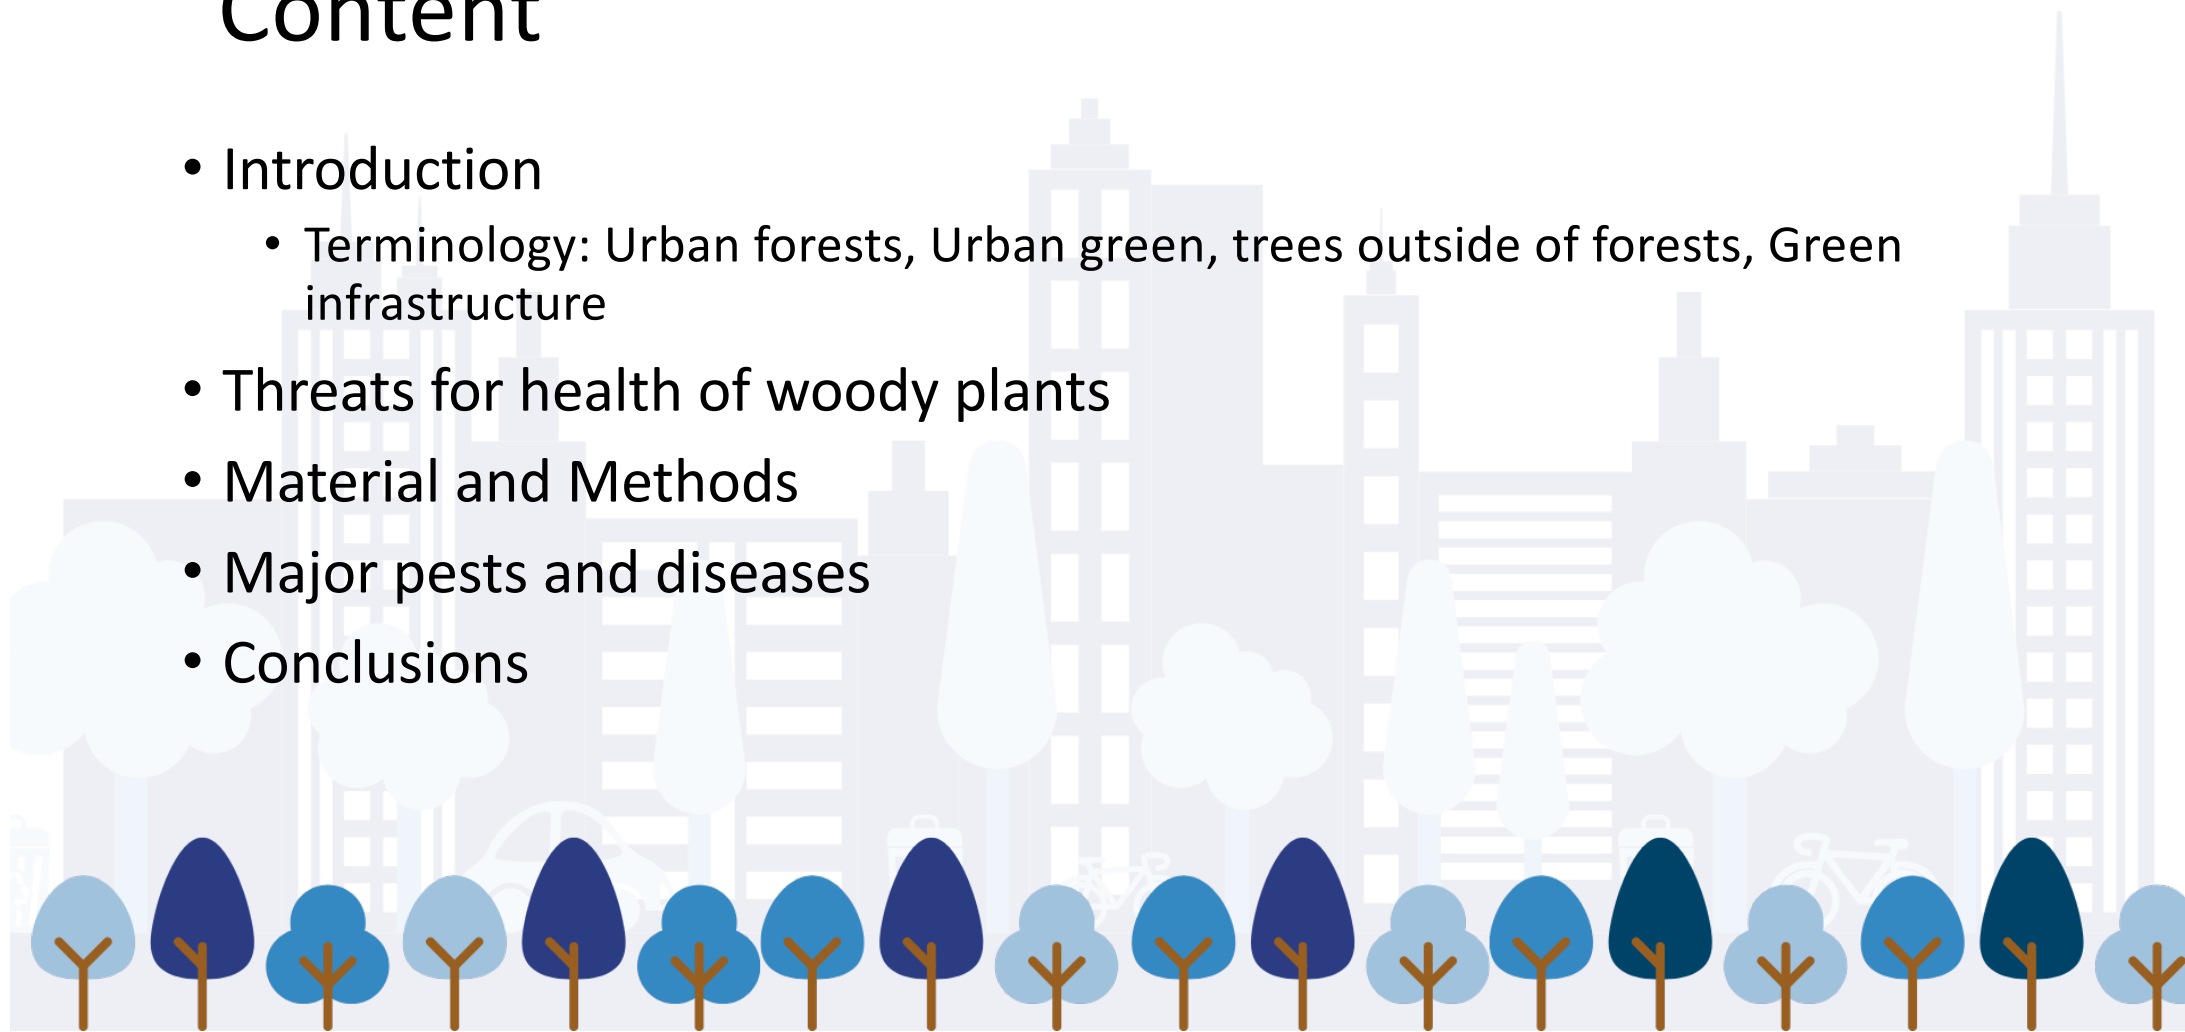 Content
• Introduction
• Terminology: Urban forests, Urban green, trees outside of forests, Green
infrastructure
• Threats for health of woody plants
• Material and Methods
• Major pests and diseases
• Conclusions